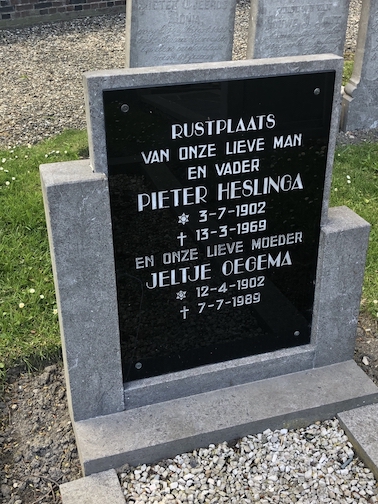 RUSTPLAATS
VAN ONZE LIEVE MAN
EN VADER
PIETER HESLINGA
* 3-7-1902
† 13-3-1969
EN ONZE LIEVE MOEDER
JELTJE OEGEMA
* 12-4-1902
† 7-7-1989